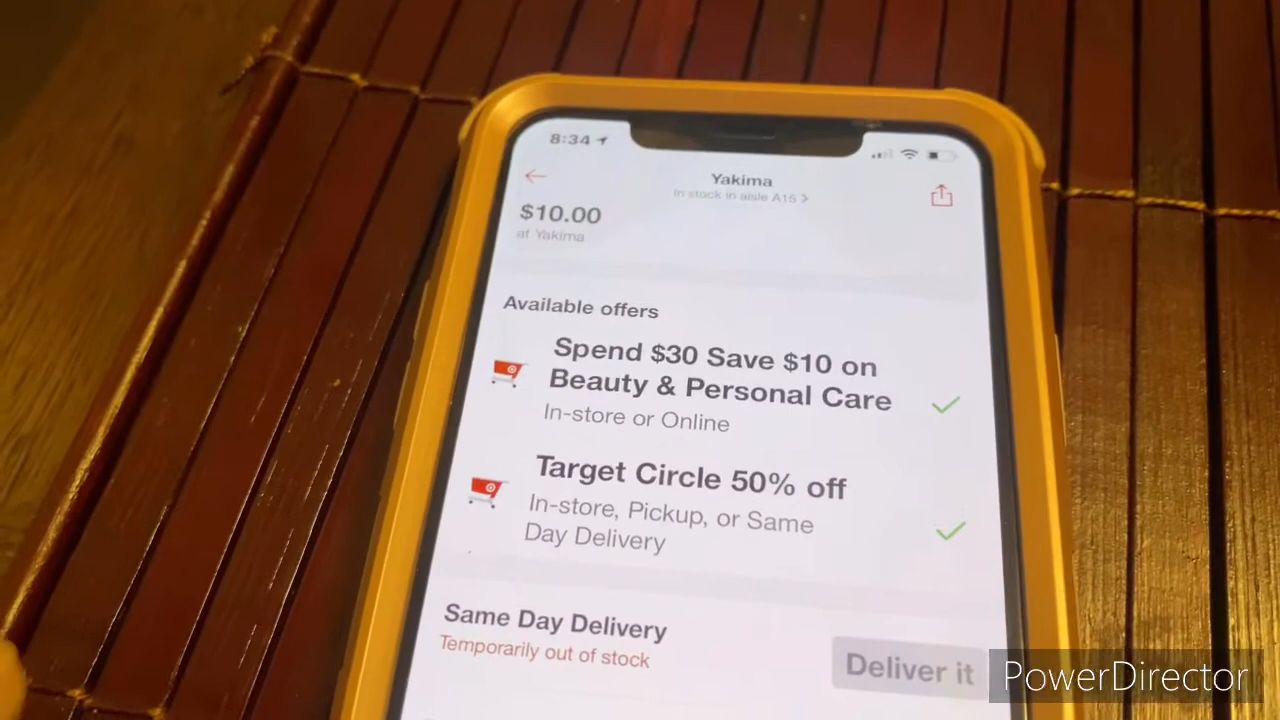 8:34
Yakima
In stock in aisle A15 >
$10.00
at Yakima
Available offers
Spend $30 Save $10 on
Beauty & Personal Care
In-store or Online
Target Circle 50% off
In-store, Pickup, or Same
Day Delivery
Same Day Delivery
Temporarily out of stock
Deliver it
PowerDirector